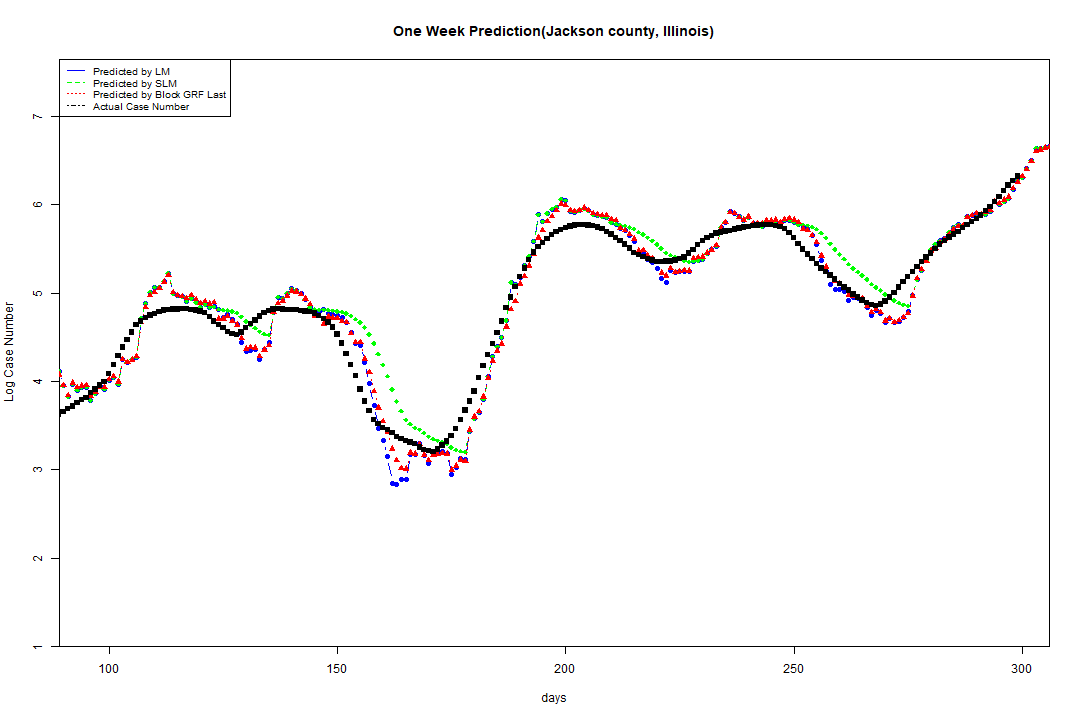 One Week Prediction(Jackson county, Illinois)
Predicted by LM
Predicted by SLM
Predicted by Block GRF Last
Actual Case Number
Log Case Number
7
6
5
4
3
2
1
100 150 200 250 300
days